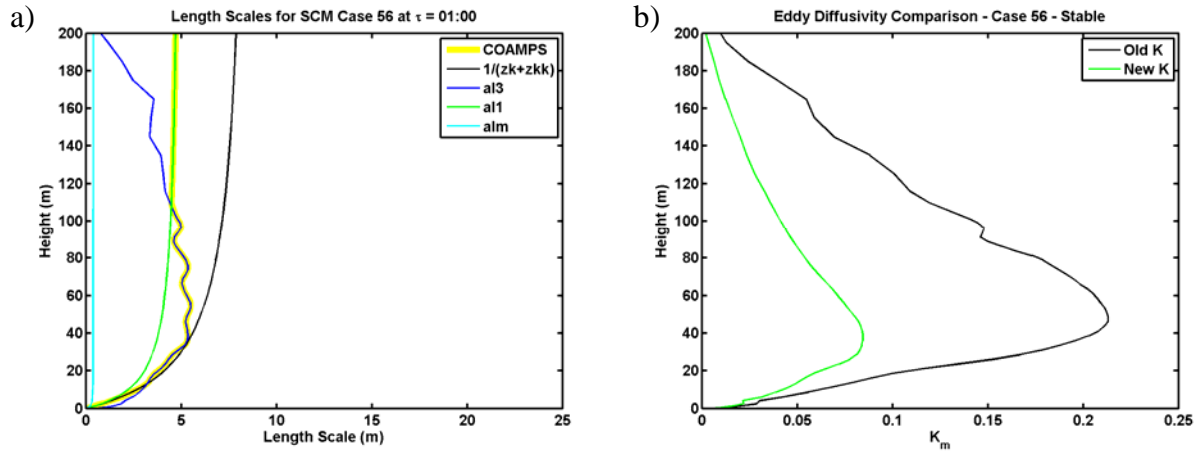 a)
Length Scales for SCM Case 56 at τ = 01:00
200
180
160
140
120
100
80
60
40
20
0
Height (m)
COAMPS
1/(zk+zkk)
al3
al1
alm
0 5 10 15 20 25
Length Scale (m)
b)
Eddy Diffusivity Comparison - Case 56 - Stable
200
180
160
140
120
100
80
60
40
20
0
Height (m)
Old K
New K
0 0.05 0.1 0.15 0.2 0.25
K_m